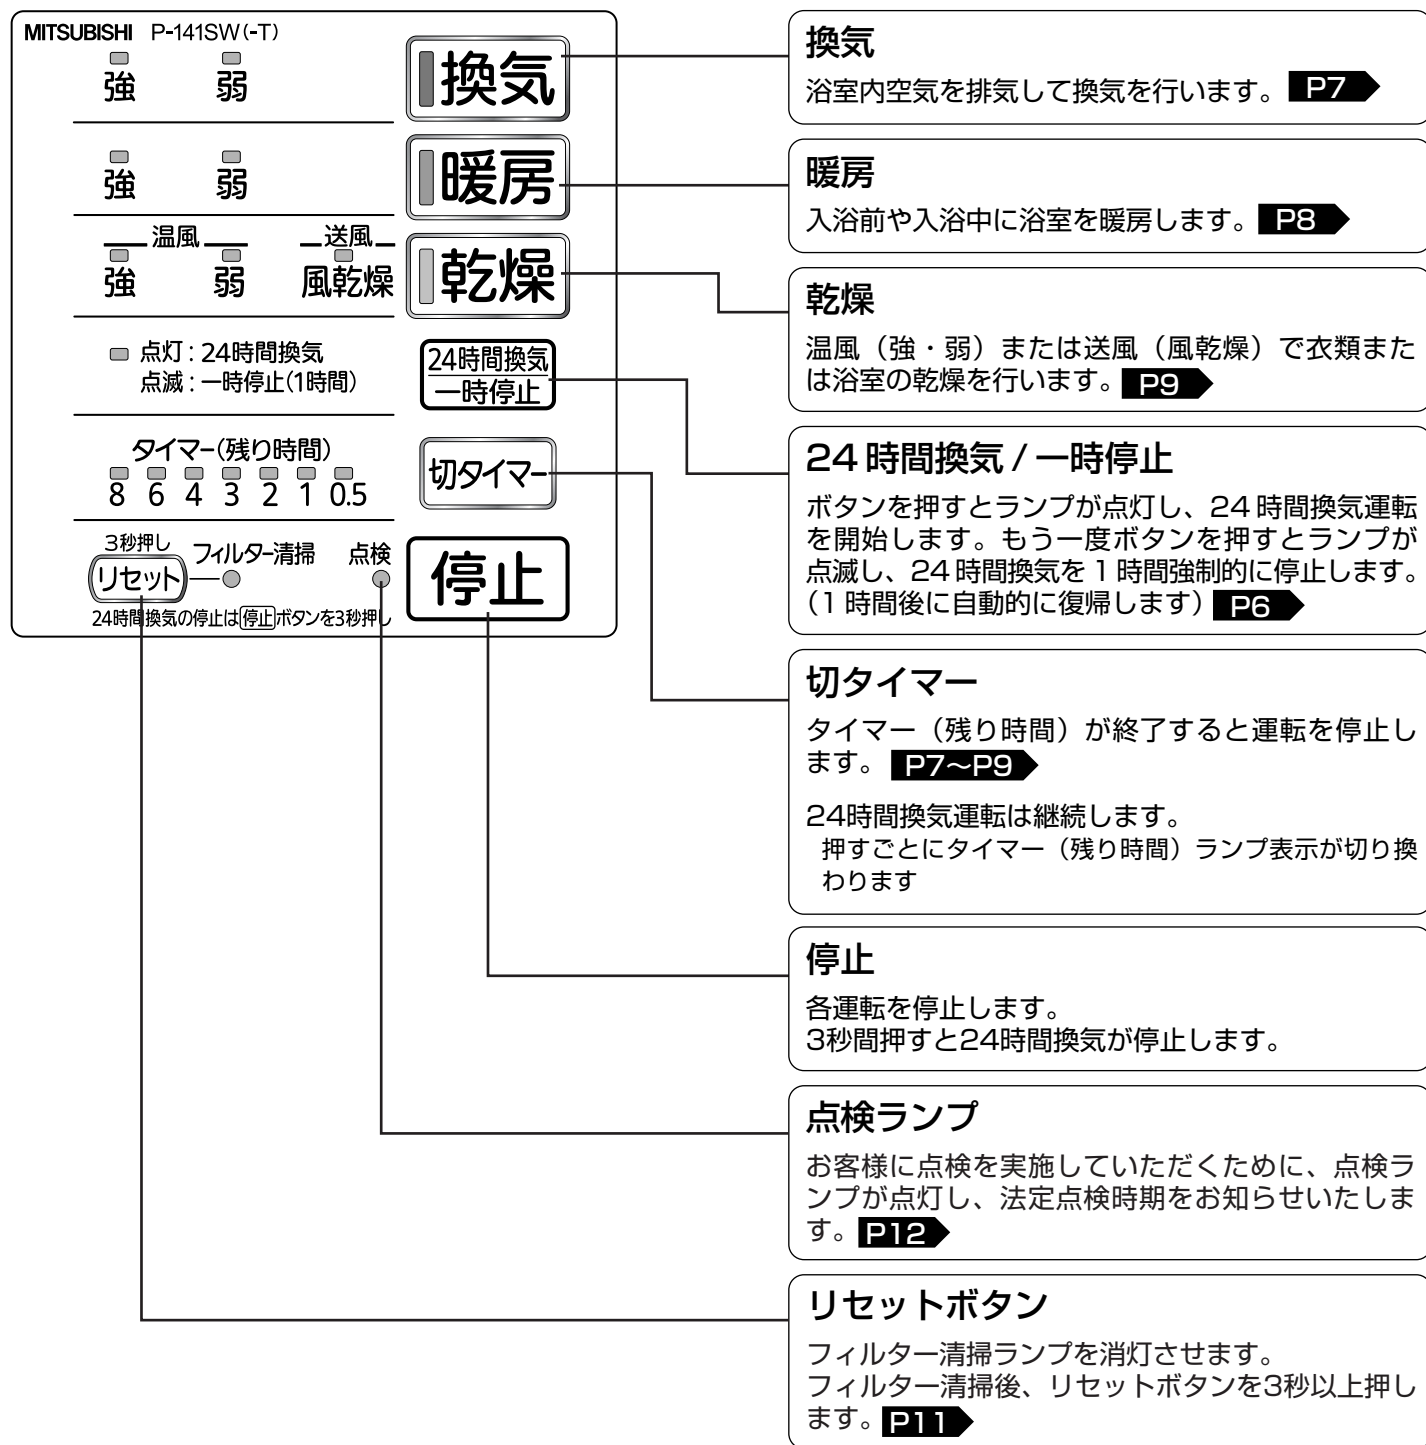 MITSUBISHI P-141SW(-T)
強 弱
換気
強 弱
暖房
温風 送風
強 弱 風乾燥
乾燥
点灯：24時間換気
点滅：一時停止(1時間)
24時間換気
一時停止
タイマー(残り時間)
8 6 4 3 2 1 0.5
切タイマー
3秒押し
リセット
フィルター清掃 点検
停止
24時間換気の停止は停止ボタンを3秒押し
換気
浴室内空気を排気して換気を行います。 P7
暖房
入浴前や入浴中に浴室を暖房します。 P8
乾燥
温風（強・弱）または送風（風乾燥）で衣類また
は浴室の乾燥を行います。 P9
24時間換気 / 一時停止
ボタンを押すとランプが点灯し、24時間換気運転
を開始します。もう一度ボタンを押すとランプが
点滅し、24時間換気を1時間強制的に停止します。
（1時間後に自動的に復帰します） P6
切タイマー
タイマー（残り時間）が終了すると運転を停止し
ます。 P7〜P9
24時間換気運転は継続します。
押すごとにタイマー（残り時間）ランプ表示が切り換
わります
停止
各運転を停止します。
3秒間押すと24時間換気が停止します。
点検ランプ
お客様に点検を実施していただくために、点検ラ
ンプが点灯し、法定点検時期をお知らせいたしま
す。 P12
リセットボタン
フィルター清掃ランプを消灯させます。
フィルター清掃後、リセットボタンを3秒以上押し
ます。 P11